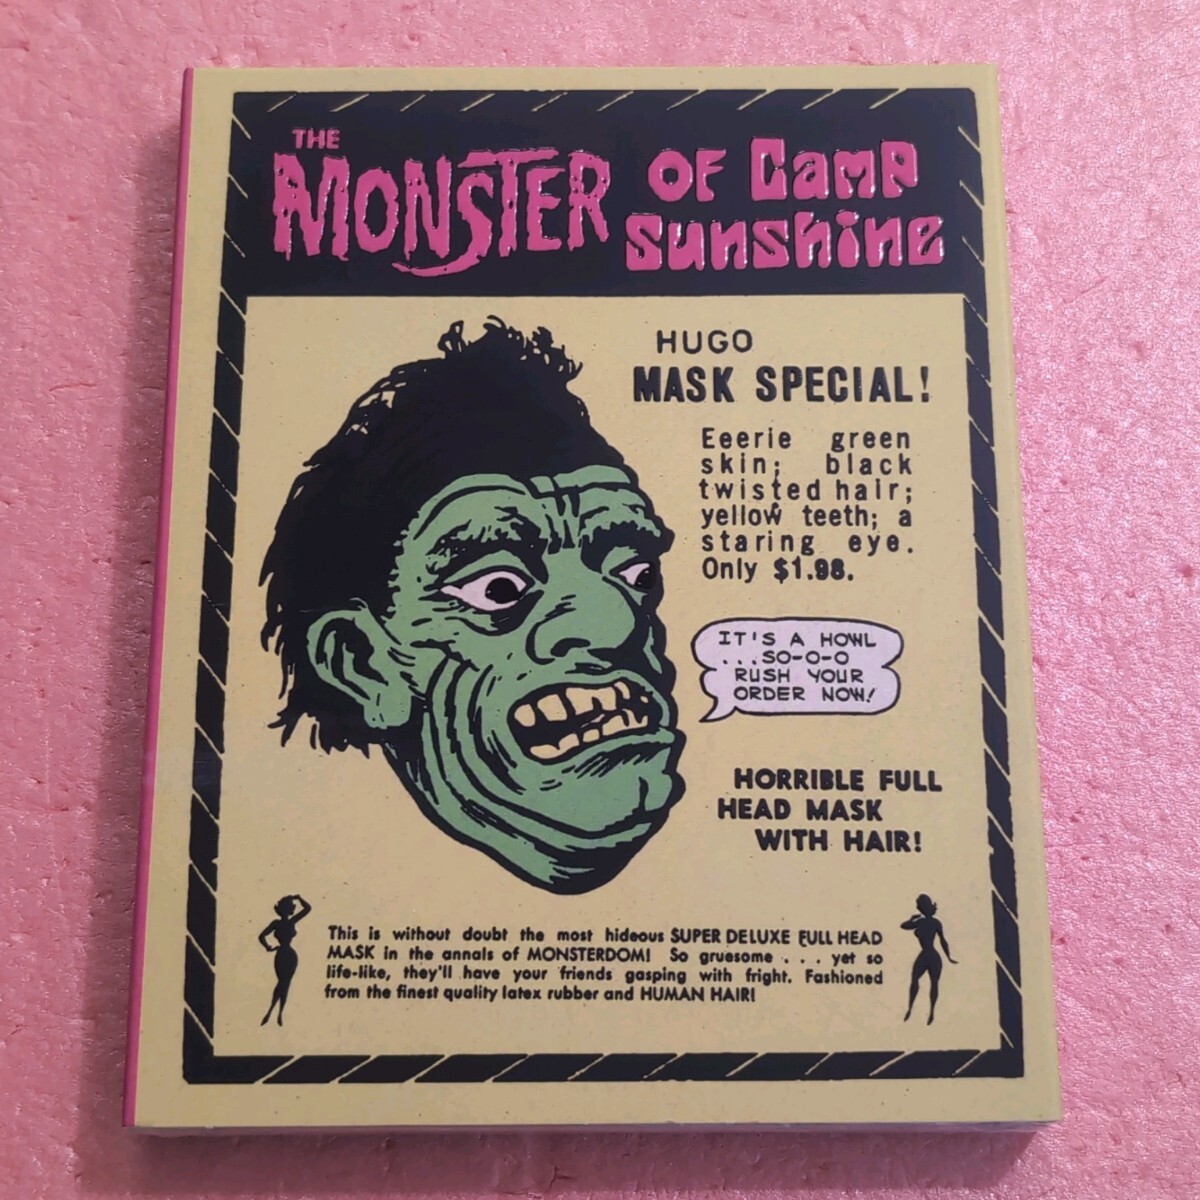 THE
MONSTER OF Camp
Sunshine
HUGO
MASK SPECIAL!
Eeerie green
skin; black
twisted hair;
yellow teeth; a
staring eye.
Only $1.98.
IT'S A HOWL
...SO-O-O
RUSH YOUR
ORDER NOW!
HORRIBLE FULL
HEAD MASK
WITH HAIR!
This is without doubt the most hideous SUPER DELUXE FULL HEAD
MASK in the annals of MONSTERDOM! So gruesome . . . yet so
life-like, they'll have your friends gasping with fright. Fashioned
from the finest quality latex rubber and HUMAN HAIR!